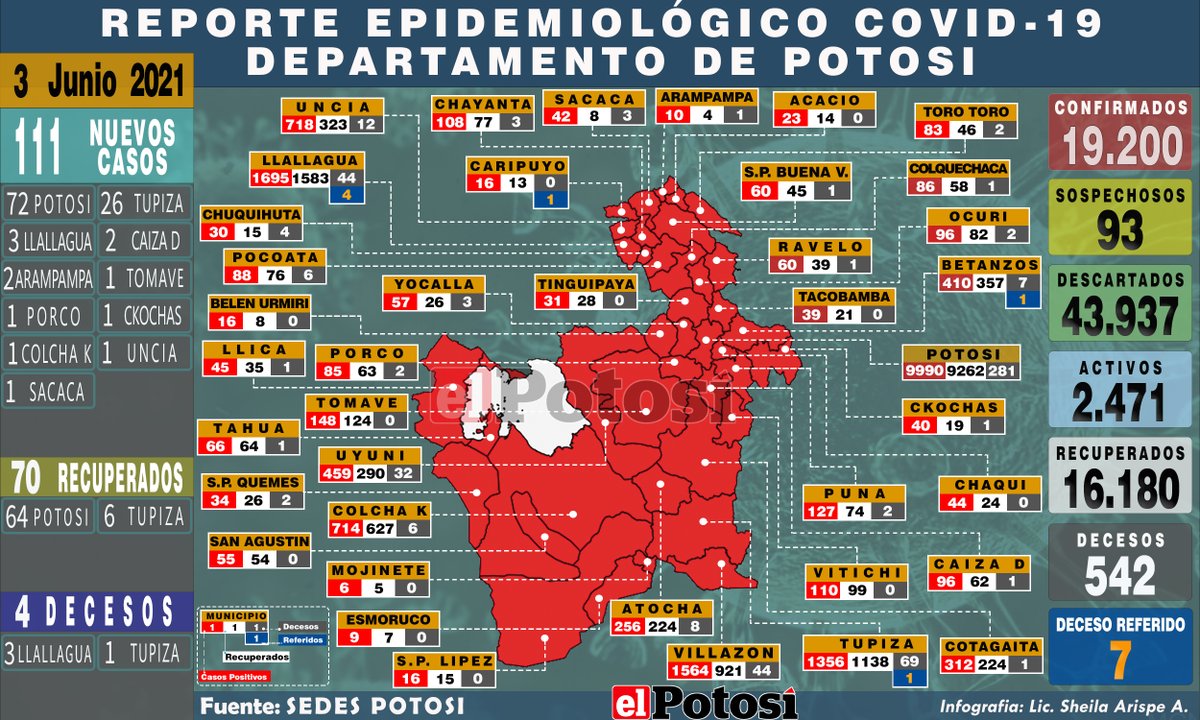 REPORTE EPIDEMIOLÓGICO COVID-19
DEPARTAMENTO DE POTOSI
3 Junio 2021
111 NUEVOS CASOS
72 POTOSI
26 TUPIZA
3 LLALLAGUA
2 CAIZA D
2 ARAMPAMPA
1 TOMAVE
1 PORCO
1 CKOCHAS
1 COLCHA K
1 UNCIA
1 SACACA
70 RECUPERADOS
64 POTOSI
6 TUPIZA
4 DECESOS
3 LLALLAGUA
1 TUPIZA
UNCIA
718 323 12
CHAYANTA
108 77 3
SACACA
42 8 3
ARAMPAMPA
10 4 1
ACACIO
23 14 0
TORO TORO
83 46 2
LLALLAGUA
1695 1583 44
4
CARIPUYO
16 13 0
1
S.P. BUENA V.
60 45 1
COLQUECHACA
86 58 1
CHUQUIHUTA
30 15 4
OCURI
96 82 2
POCOATA
88 76 6
RAVELO
60 39 1
YOCALLA
57 26 3
TINGUIPAYA
31 28 0
BETANZOS
410 357 7
1
BELEN URMIRI
16 8 0
TACOBAMBA
39 21 0
LLICA
45 35 1
PORCO
85 63 2
POTOSI
9990 9262 281
TOMAVE
148 124 0
CKOCHAS
40 19 1
TAHUA
66 64 1
UYUNI
459 290 32
S.P. QUEMES
34 26 2
PUNA
127 74 2
CHAQUI
44 24 0
COLCHA K
714 627 6
SAN AGUSTIN
55 54 0
MOJINETE
6 5 0
VITICHI
110 99 0
CAIZA D
96 62 1
ESMORUCO
9 7 0
ATOCHA
256 224 8
S.P. LIPEZ
16 15 0
VILLAZON
1564 921 44
TUPIZA
1356 1138 69
1
COTAGAITA
312 224 1
el Potosí
MUNICIPIO
1 1 1
1
Decesos
Referidos
Recuperados
Casos Positivos
CONFIRMADOS
19.200
SOSPECHOSOS
93
DESCARTADOS
43.937
ACTIVOS
2.471
RECUPERADOS
16.180
DECESOS
542
DECESO REFERIDO
7
Fuente: SEDES POTOSI
el Potosí
Infografia: Lic. Sheila Arispe A.